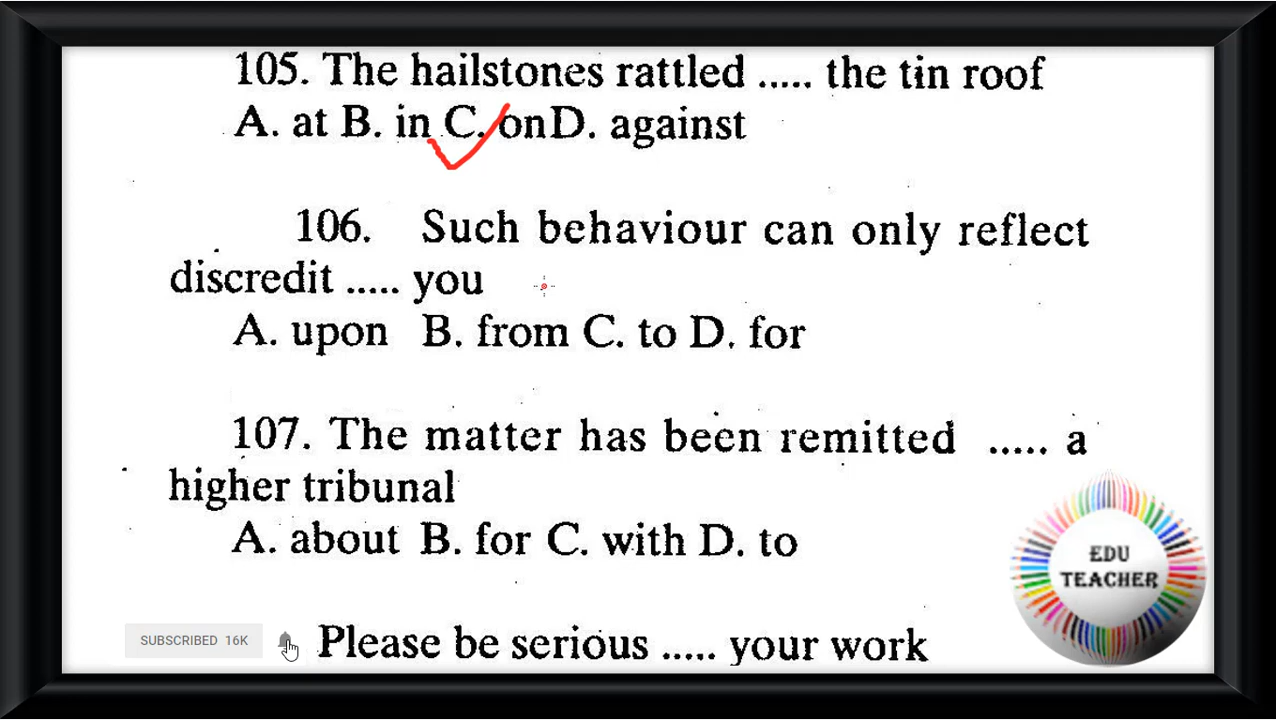 105. The hailstones rattled ..... the tin roof
A. at B. in C. on D. against
106. Such behaviour can only reflect
discredit ..... you
A. upon B. from C. to D. for
107. The matter has been remitted ..... a
higher tribunal
A. about B. for C. with D. to
EDU
TEACHER
SUBSCRIBED 16K
Please be serious ..... your work